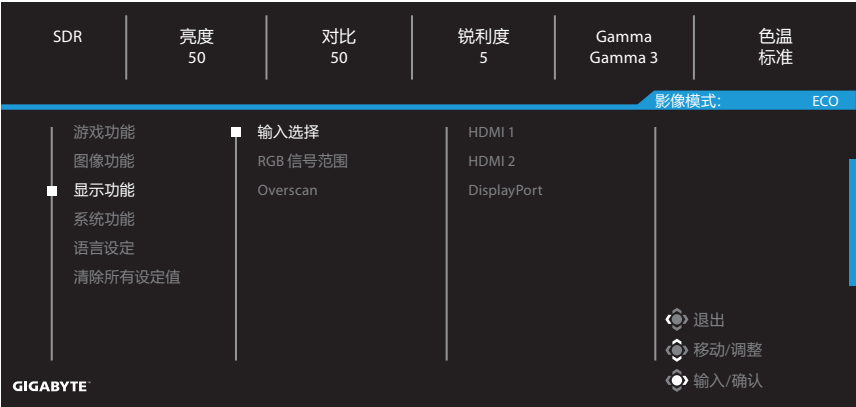 SDR 亮度 对比 锐利度 Gamma 色温
50 50 5 Gamma 3 标准
影像模式: ECO
游戏功能 输入选择 HDMI 1
图像功能 RGB 信号范围 HDMI 2
显示功能 Overscan DisplayPort
系统功能
语言设定
清除所有设定值
退出
移动/调整
GIGABYTE 输入/确认